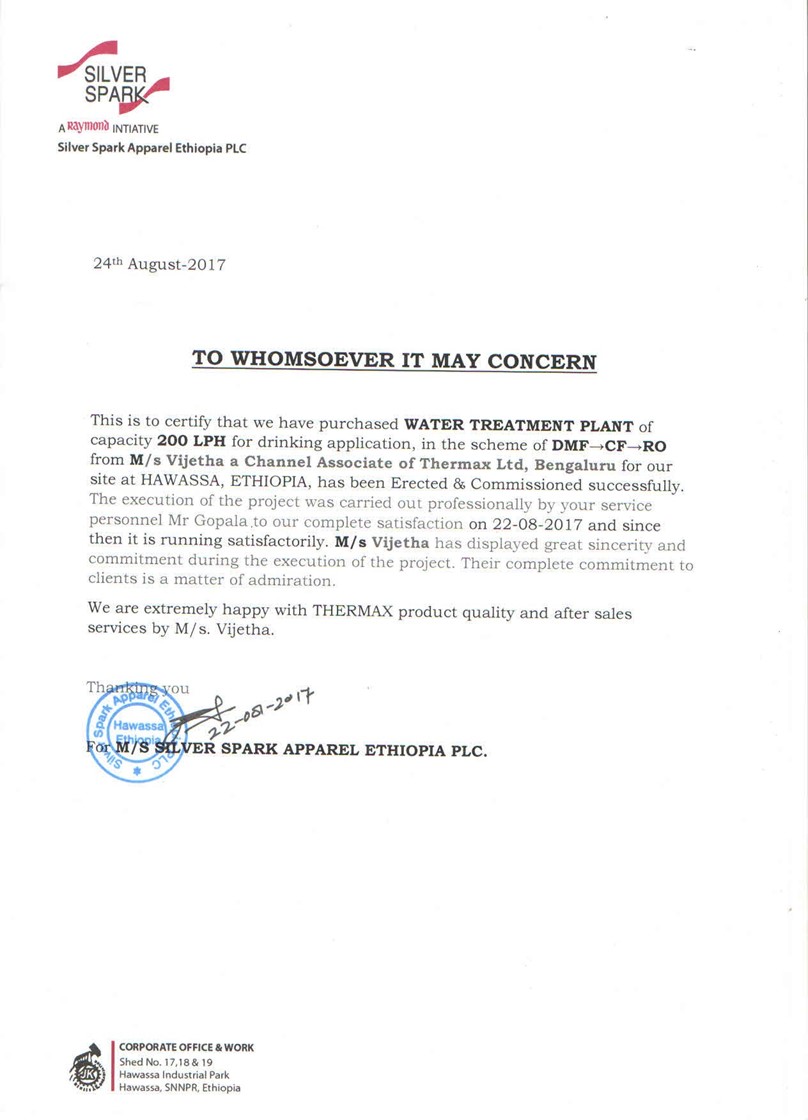 SILVER
SPARK
A Raymond INTIATIVE
Silver Spark Apparel Ethiopia PLC
24th August-2017
TO WHOMSOEVER IT MAY CONCERN
This is to certify that we have purchased WATER TREATMENT PLANT of
capacity 200 LPH for drinking application, in the scheme of DMF→CF→RO
from M/s Vijetha a Channel Associate of Thermax Ltd, Bengaluru for our
site at HAWASSA, ETHIOPIA, has been Erected & Commissioned successfully.
The execution of the project was carried out professionally by your service
personnel Mr Gopala,to our complete satisfaction on 22-08-2017 and since
then it is running satisfactorily. M/s Vijetha has displayed great sincerity and
commitment during the execution of the project. Their complete commitment to
clients is a matter of admiration.
We are extremely happy with THERMAX product quality and after sales
services by M/s. Vijetha.
Thanking you
22-081-2017
Silver Spark Apparel Ethiopia PLC
Hawassa
Ethiopia
For M/S SILVER SPARK APPAREL ETHIOPIA PLC.
JK
CORPORATE OFFICE & WORK
Shed No. 17,18 & 19
Hawassa Industrial Park
Hawassa, SNNPR, Ethiopia